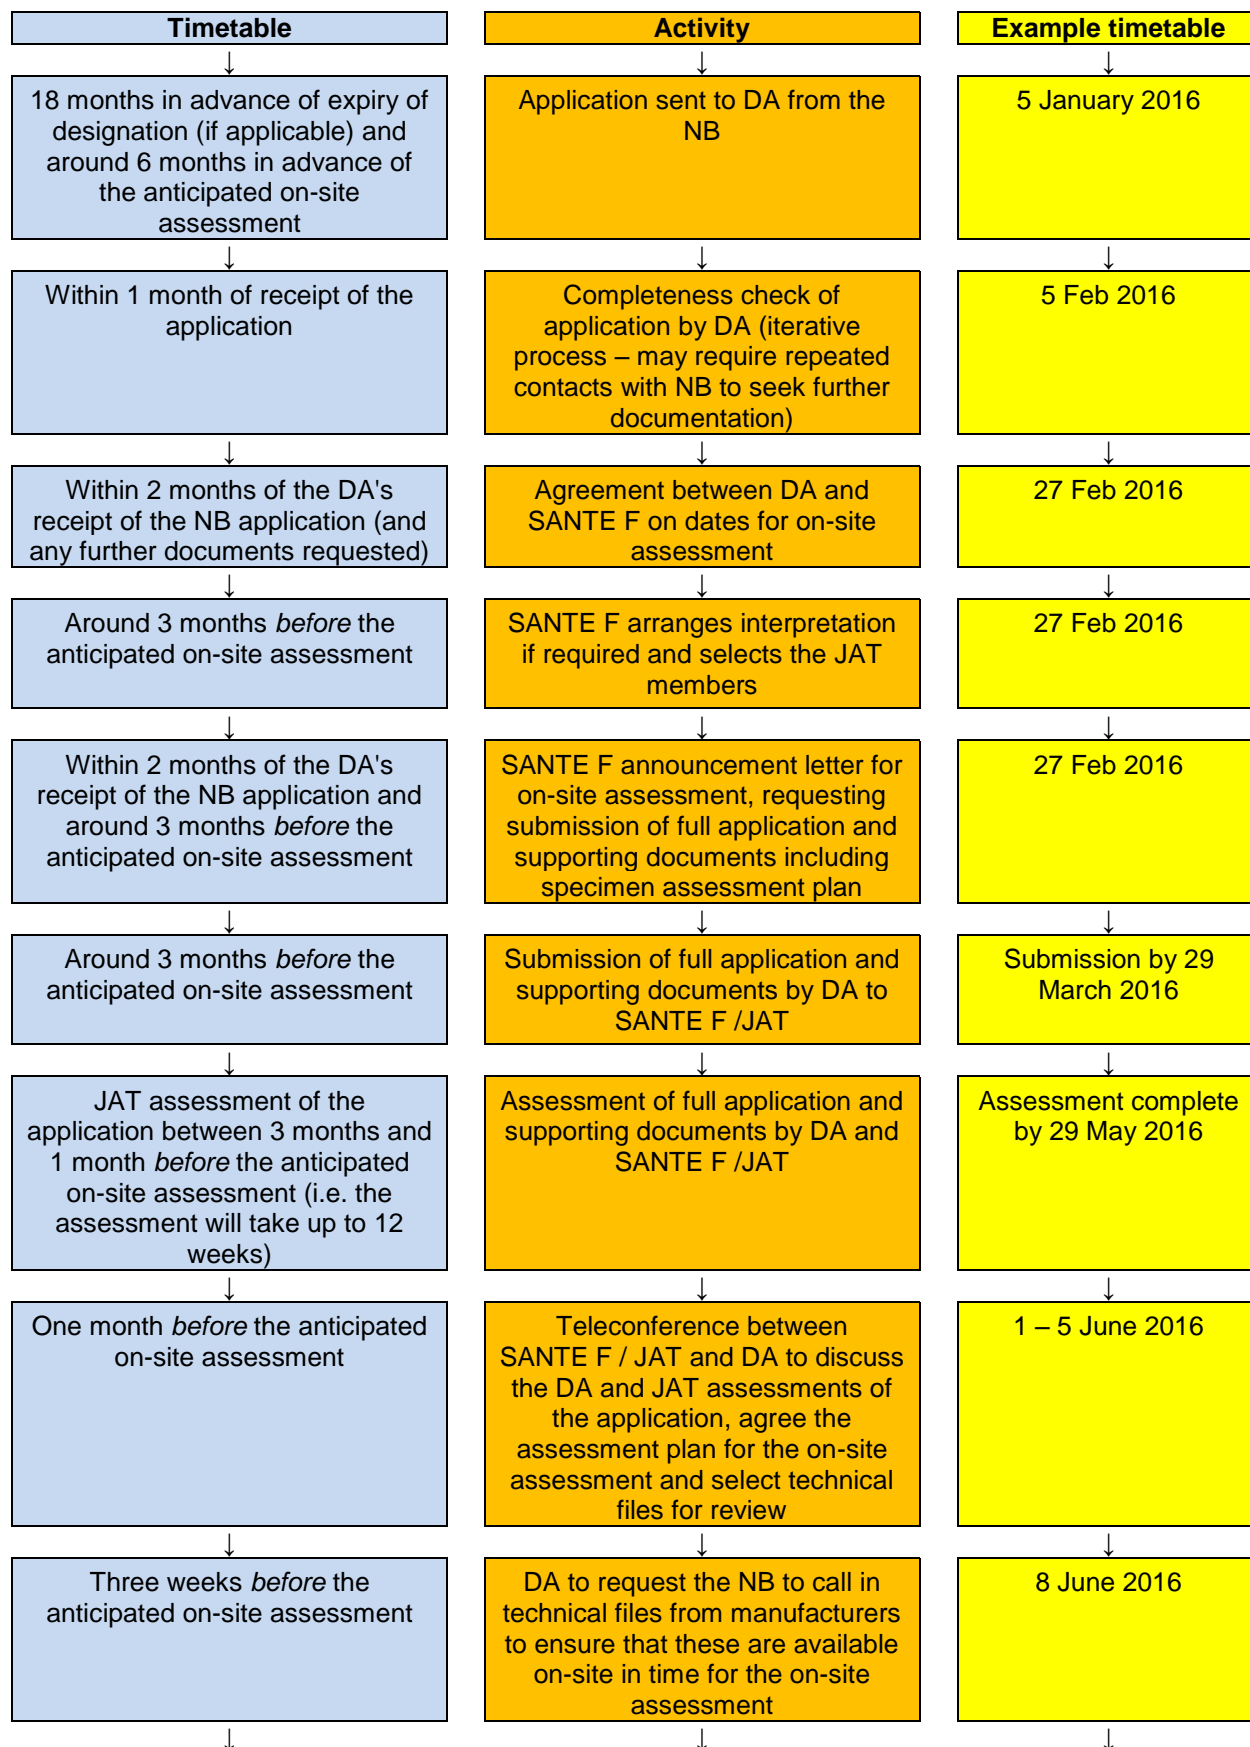 Timetable
Activity
Example timetable
↓
↓
↓
18 months in advance of expiry of
designation (if applicable) and
around 6 months in advance of
the anticipated on-site
assessment
Application sent to DA from the
NB
5 January 2016
↓
↓
↓
Within 1 month of receipt of the
application
Completeness check of
application by DA (iterative
process – may require repeated
contacts with NB to seek further
documentation)
5 Feb 2016
↓
↓
↓
Within 2 months of the DA's
receipt of the NB application (and
any further documents requested)
Agreement between DA and
SANTE F on dates for on-site
assessment
27 Feb 2016
↓
↓
↓
Around 3 months before the
anticipated on-site assessment
SANTE F arranges interpretation
if required and selects the JAT
members
27 Feb 2016
↓
↓
↓
Within 2 months of the DA's
receipt of the NB application and
around 3 months before the
anticipated on-site assessment
SANTE F announcement letter for
on-site assessment, requesting
submission of full application and
supporting documents including
specimen assessment plan
27 Feb 2016
↓
↓
↓
Around 3 months before the
anticipated on-site assessment
Submission of full application and
supporting documents by DA to
SANTE F /JAT
Submission by 29
March 2016
↓
↓
↓
JAT assessment of the
application between 3 months and
1 month before the anticipated
on-site assessment (i.e. the
assessment will take up to 12
weeks)
Assessment of full application and
supporting documents by DA and
SANTE F /JAT
Assessment complete
by 29 May 2016
↓
↓
↓
One month before the anticipated
on-site assessment
Teleconference between
SANTE F / JAT and DA to discuss
the DA and JAT assessments of
the application, agree the
assessment plan for the on-site
assessment and select technical
files for review
1 – 5 June 2016
↓
↓
↓
Three weeks before the
anticipated on-site assessment
DA to request the NB to call in
technical files from manufacturers
to ensure that these are available
on-site in time for the on-site
assessment
8 June 2016
↓
↓
↓